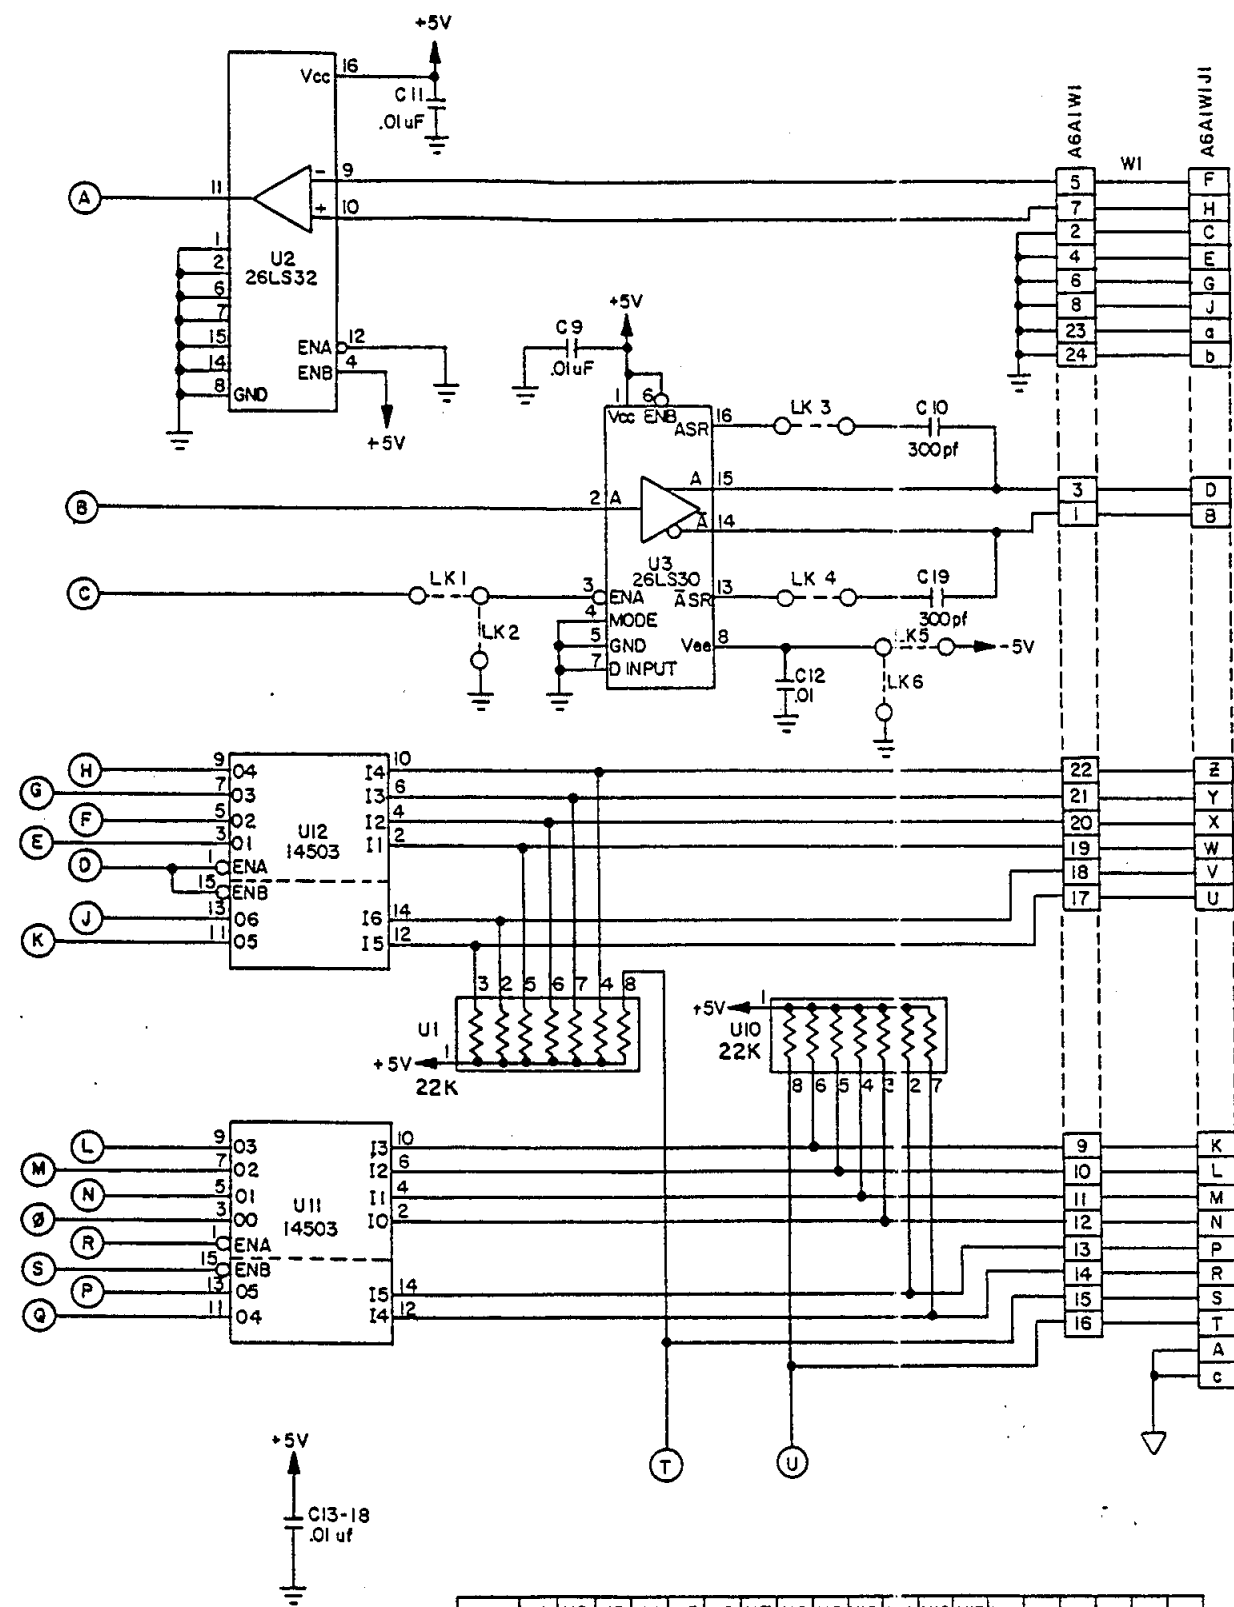 +5V
Vcc 16
C11
.01uF
A6A1W1
A6A1W1J1
W1
A 11 - 9 5 F
+ 10 7 H
1 2 C
U2
26LS32
2 4 E
6 6 G
7 8 J
15 ENA 12 23 a
14 ENB 4 24 b
8 GND
+5V
+5V
C9
.01uF
1 6
Vcc ENB
ASR 16 LK3 C10
300pf
A 15 3 D
B 2 A
A 14 1 B
U3
26LS30
C LK1 3 ENA
ASR 13 LK4 C19
300pf
4 MODE
LK2
5 GND Vee 8 LK5 -5V
7 D INPUT
C12
.01
LK6
H 9 O4 I4 10 22 Z
G 7 O3 I3 6 21 Y
F 5 O2 I2 4 20 X
E 3 O1 I1 2 19 W
U12
14503
D 1 ENA 18 V
15 ENB 17 U
J 13 O6 I6 14
K 11 O5 I5 12
3 2 5 6 7 4 8
U1
+5V 1
22K
+5V 1
U10
22K
8 6 5 4 3 2 7
L 9 O3 I3 10 9 K
M 7 O2 I2 6 10 L
N 5 O1 I1 4 11 M
Ø 3 O0 I0 2 12 N
U11
14503
R 1 ENA 13 P
S 15 ENB 14 R
P 13 O5 I5 14 15 S
Q 11 O4 I4 12 16 T
A
c
T U
+5V
C13-18
.01 uf